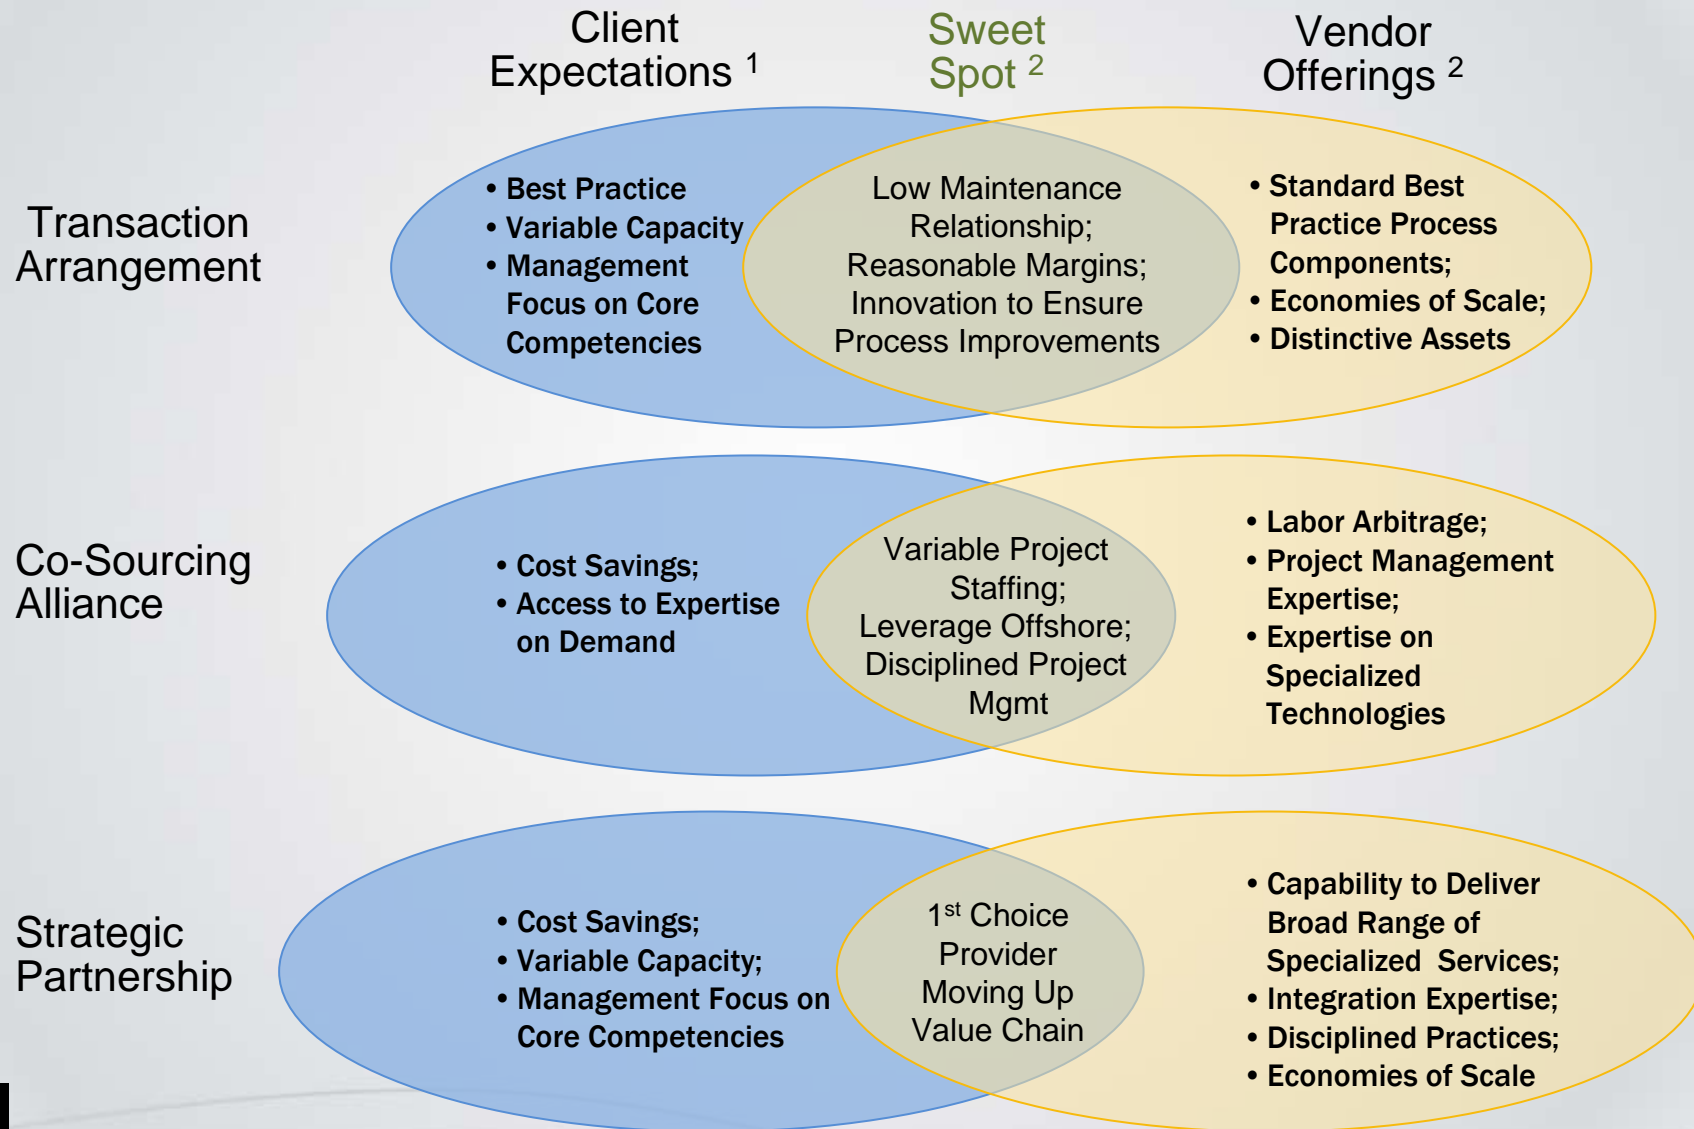 Client
Expectations 1
Sweet
Spot 2
Vendor
Offerings 2
Transaction
Arrangement
• Best Practice
• Variable Capacity
• Management
Focus on Core
Competencies
Low Maintenance
Relationship;
Reasonable Margins;
Innovation to Ensure
Process Improvements
• Standard Best
Practice Process
Components;
• Economies of Scale;
• Distinctive Assets
Co-Sourcing
Alliance
• Cost Savings;
• Access to Expertise
on Demand
Variable Project
Staffing;
Leverage Offshore;
Disciplined Project
Mgmt
• Labor Arbitrage;
• Project Management
Expertise;
• Expertise on
Specialized
Technologies
Strategic
Partnership
• Cost Savings;
• Variable Capacity;
• Management Focus on
Core Competencies
1st Choice
Provider
Moving Up
Value Chain
• Capability to Deliver
Broad Range of
Specialized Services;
• Integration Expertise;
• Disciplined Practices;
• Economies of Scale